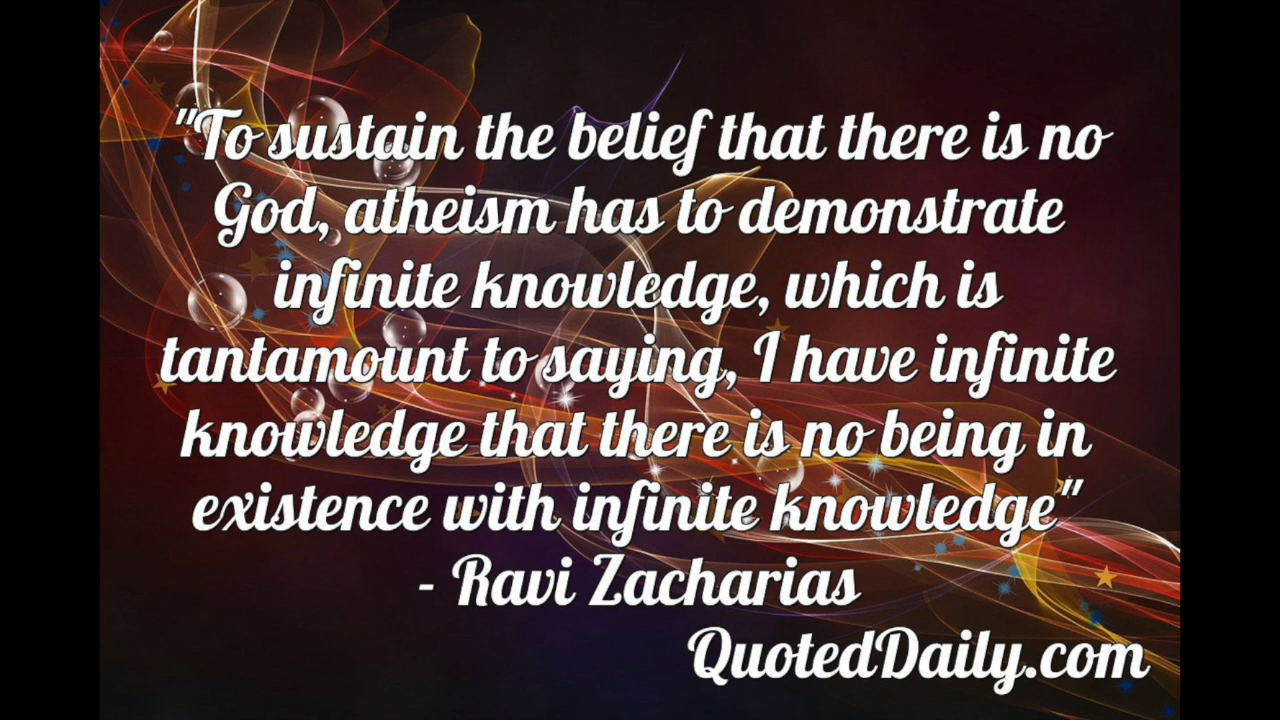 "To sustain the belief that there is no
God, atheism has to demonstrate
infinite knowledge, which is
tantamount to saying, I have infinite
knowledge that there is no being in
existence with infinite knowledge"
- Ravi Zacharias
QuotedDaily.com